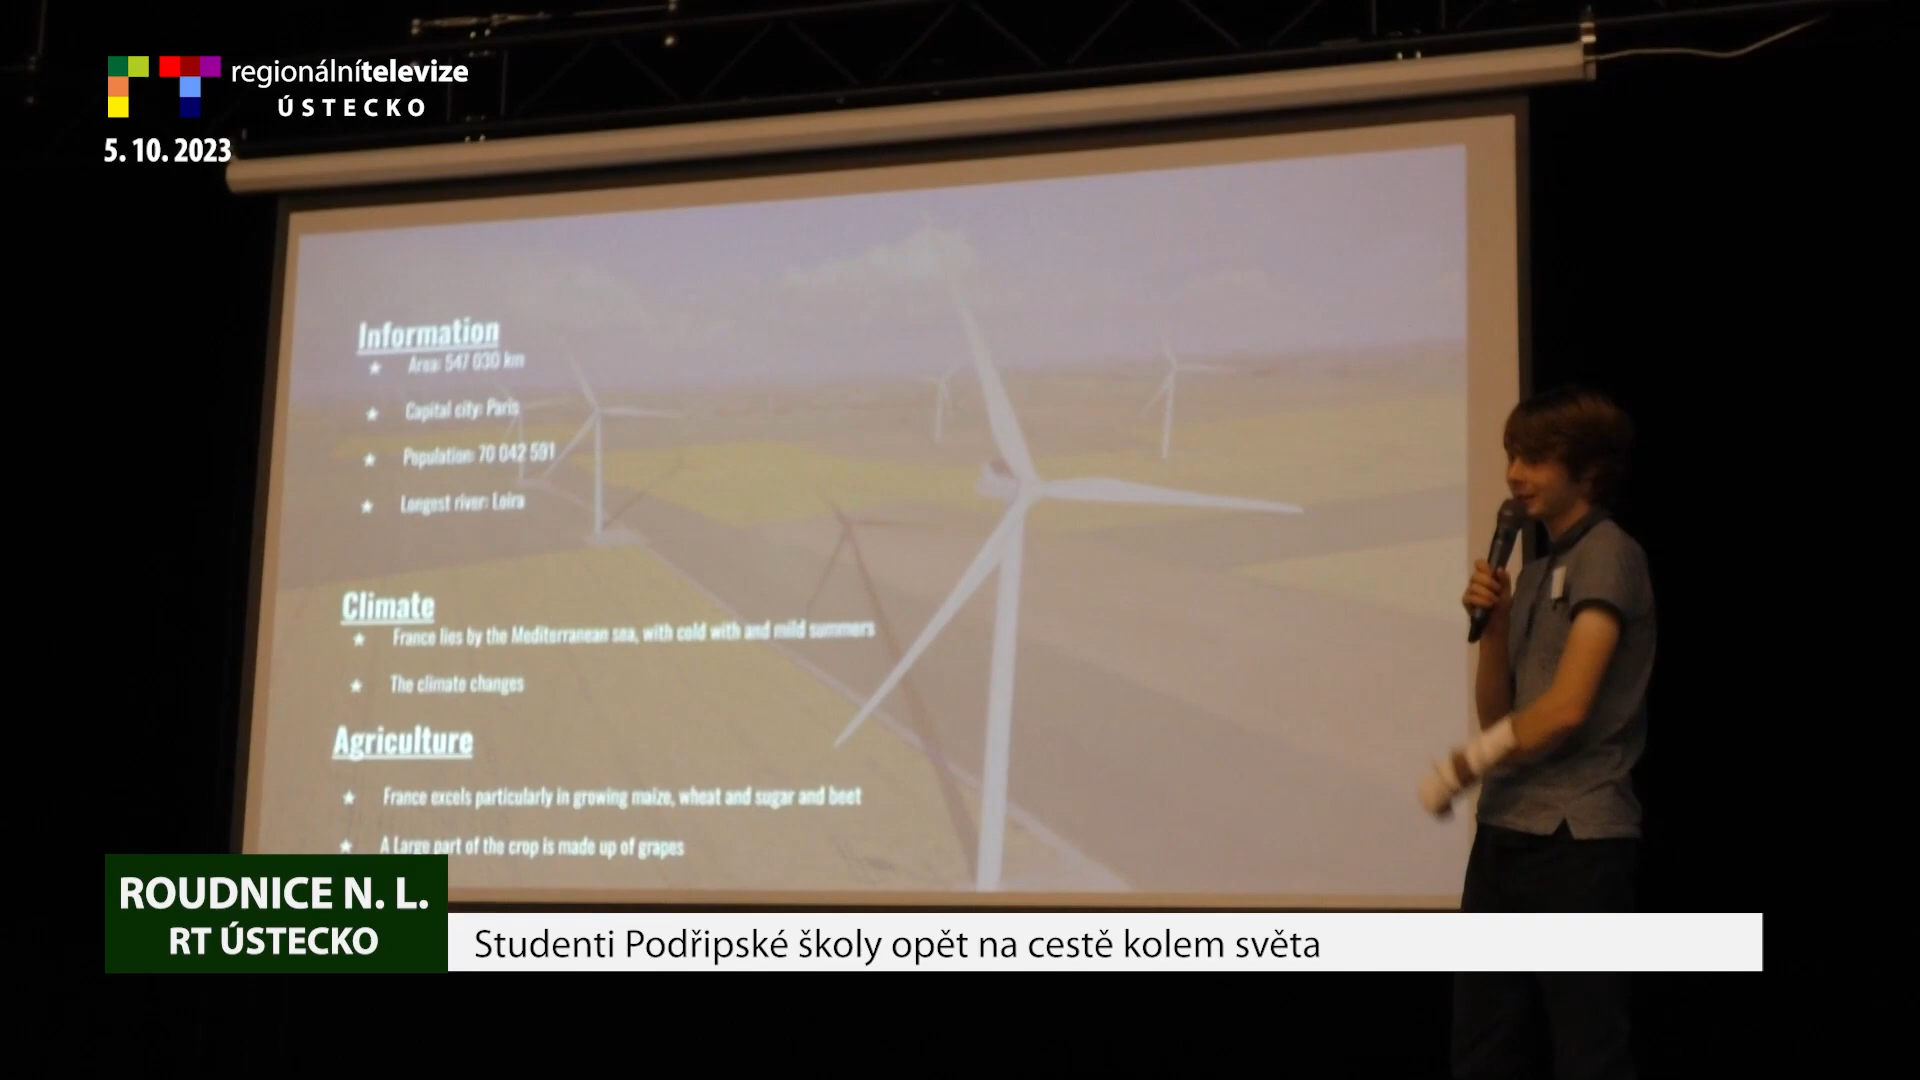 regionálnítelevize
ÚSTECKO
5. 10. 2023
Information
★ Area: 547 030 km
★ Capital city: Paris
★ Population: 70 042 591
★ Longest river: Loira
Climate
★ France lies by the Mediterranean sea, with cold with and mild summers
★ The climate changes
Agriculture
★ France excels particularly in growing maize, wheat and sugar and beet
★ A Large part of the crop is made up of grapes
ROUDNICE N. L.
RT ÚSTECKO
Studenti Podřipské školy opět na cestě kolem světa